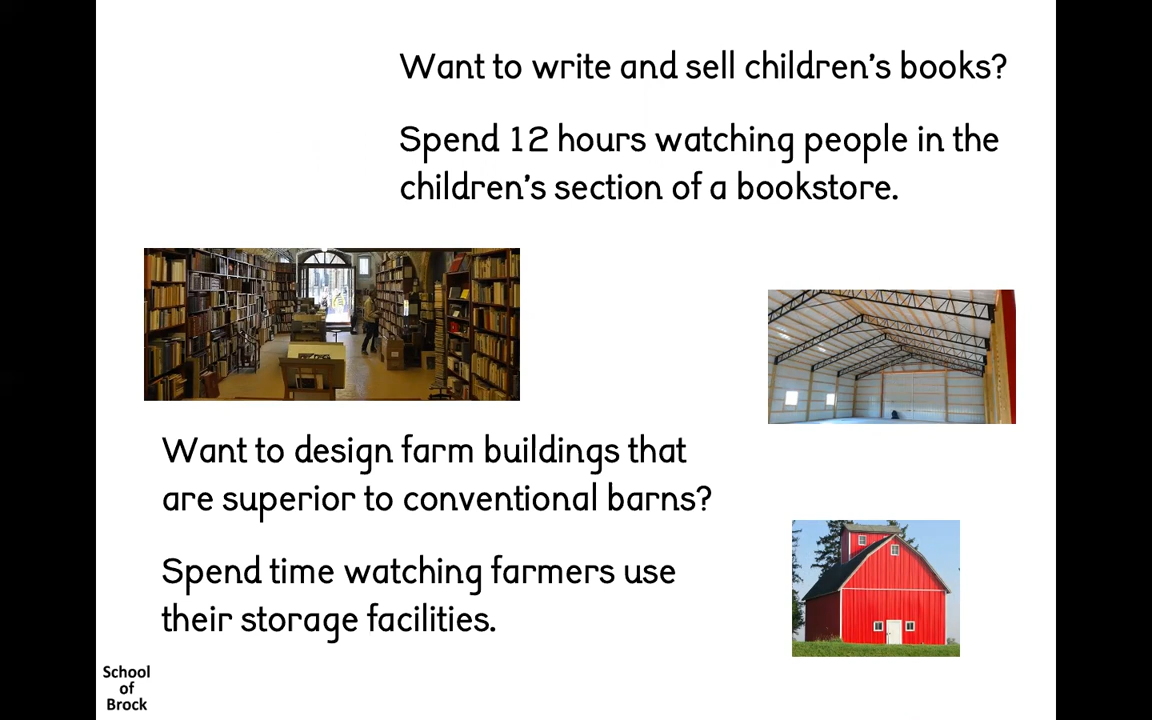 Want to write and sell children's books?
Spend 12 hours watching people in the
children's section of a bookstore.
Want to design farm buildings that
are superior to conventional barns?
Spend time watching farmers use
their storage facilities.
School
of
Brock